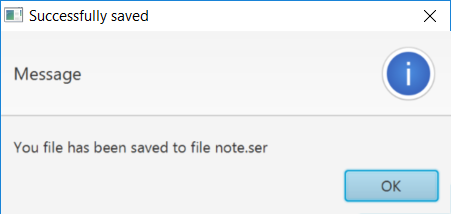 Successfully saved
Message
You file has been saved to file note.ser
OK